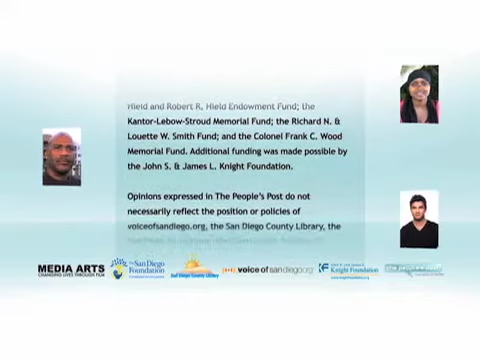 Hield and Robert R. Hield Endowment Fund; the
Kantor-Lebow-Stroud Memorial Fund; the Richard N. &
Louette W. Smith Fund; and the Colonel Frank C. Wood
Memorial Fund. Additional funding was made possible by
the John S. & James L. Knight Foundation.
Opinions expressed in The People's Post do not
necessarily reflect the position or policies of
voiceofsandiego.org, the San Diego County Library, the
MEDIA ARTS
CHANGING LIVES THROUGH FILM
The San Diego
Foundation
San Diego County Library
voice of sandiego.org
Knight Foundation